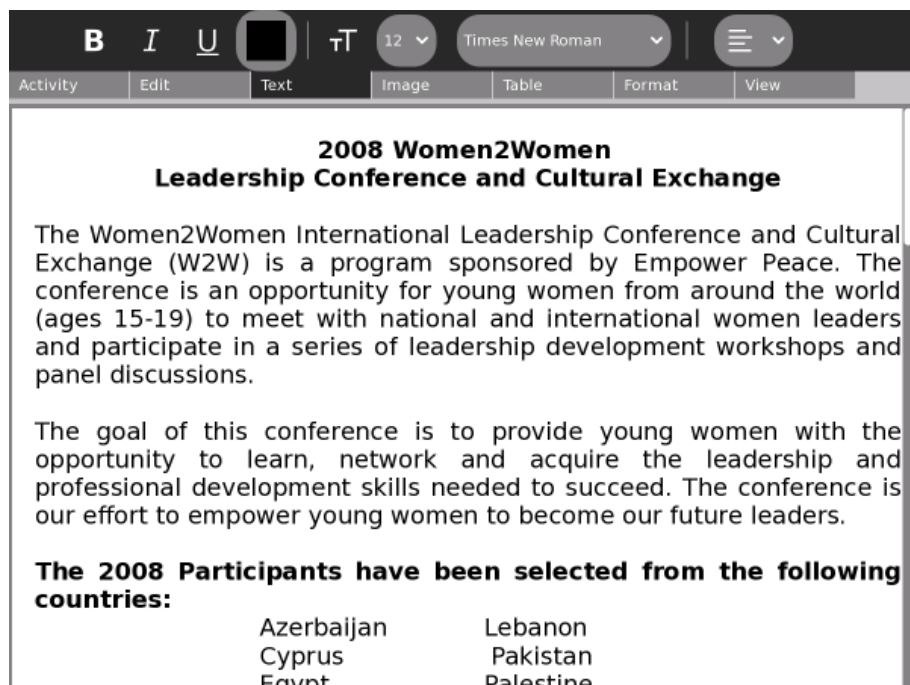 B I U TT 12 Times New Roman
Activity Edit Text Image Table Format View
2008 Women2Women
Leadership Conference and Cultural Exchange
The Women2Women International Leadership Conference and Cultural
Exchange (W2W) is a program sponsored by Empower Peace. The
conference is an opportunity for young women from around the world
(ages 15-19) to meet with national and international women leaders
and participate in a series of leadership development workshops and
panel discussions.
The goal of this conference is to provide young women with the
opportunity to learn, network and acquire the leadership and
professional development skills needed to succeed. The conference is
our effort to empower young women to become our future leaders.
The 2008 Participants have been selected from the following
countries:
Azerbaijan Lebanon
Cyprus Pakistan
Egypt Palestine